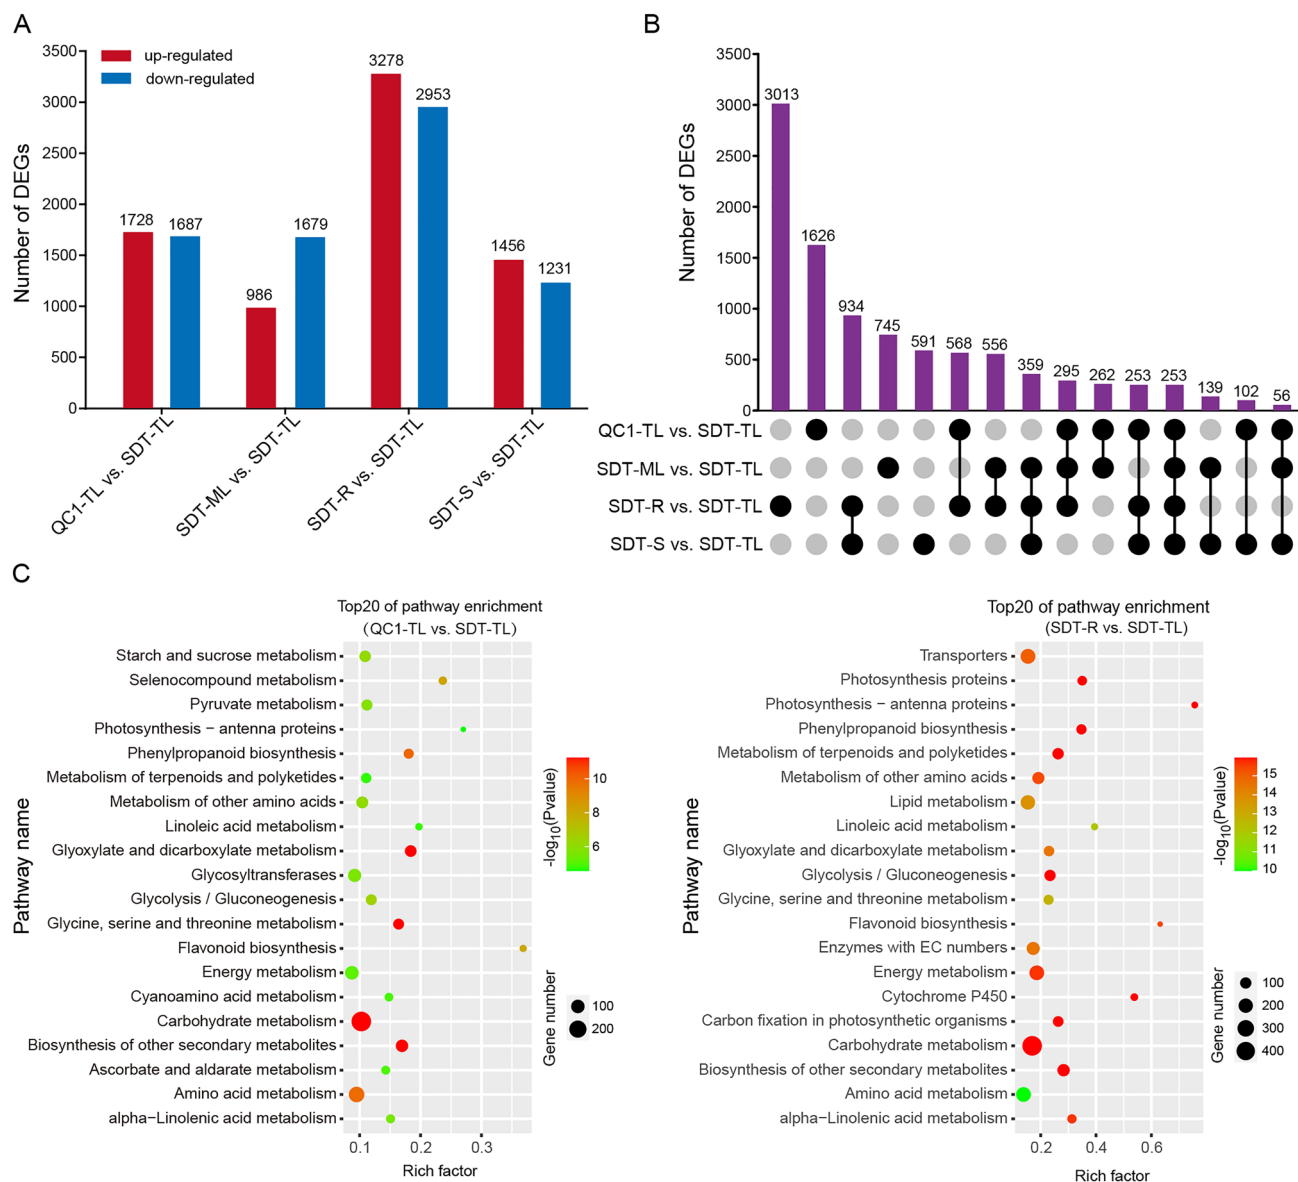 A
3500
3000
2500
2000
1500
1000
500
0
Number of DEGs
up-regulated
down-regulated
1728
1687
986
1679
3278
2953
1456
1231
QC1-TL vs. SDT-TL
SDT-ML vs. SDT-TL
SDT-R vs. SDT-TL
SDT-S vs. SDT-TL
B
3500
3000
2500
2000
1500
1000
500
0
Number of DEGs
3013
1626
934
745
591
568
556
359
295
262
253
253
139
102
56
QC1-TL vs. SDT-TL
SDT-ML vs. SDT-TL
SDT-R vs. SDT-TL
SDT-S vs. SDT-TL
C
Top20 of pathway enrichment
(QC1-TL vs. SDT-TL)
Pathway name
Starch and sucrose metabolism
Selenocompound metabolism
Pyruvate metabolism
Photosynthesis − antenna proteins
Phenylpropanoid biosynthesis
Metabolism of terpenoids and polyketides
Metabolism of other amino acids
Linoleic acid metabolism
Glyoxylate and dicarboxylate metabolism
Glycosyltransferases
Glycolysis / Gluconeogenesis
Glycine, serine and threonine metabolism
Flavonoid biosynthesis
Energy metabolism
Cyanoamino acid metabolism
Carbohydrate metabolism
Biosynthesis of other secondary metabolites
Ascorbate and aldarate metabolism
Amino acid metabolism
alpha−Linolenic acid metabolism
0.1
0.2
0.3
Rich factor
-log10(Pvalue)
10
8
6
Gene number
100
200
Top20 of pathway enrichment
(SDT-R vs. SDT-TL)
Pathway name
Transporters
Photosynthesis proteins
Photosynthesis − antenna proteins
Phenylpropanoid biosynthesis
Metabolism of terpenoids and polyketides
Metabolism of other amino acids
Lipid metabolism
Linoleic acid metabolism
Glyoxylate and dicarboxylate metabolism
Glycolysis / Gluconeogenesis
Glycine, serine and threonine metabolism
Flavonoid biosynthesis
Enzymes with EC numbers
Energy metabolism
Cytochrome P450
Carbon fixation in photosynthetic organisms
Carbohydrate metabolism
Biosynthesis of other secondary metabolites
Amino acid metabolism
alpha−Linolenic acid metabolism
0.2
0.4
0.6
Rich factor
-log10(Pvalue)
15
14
13
12
11
10
Gene number
100
200
300
400